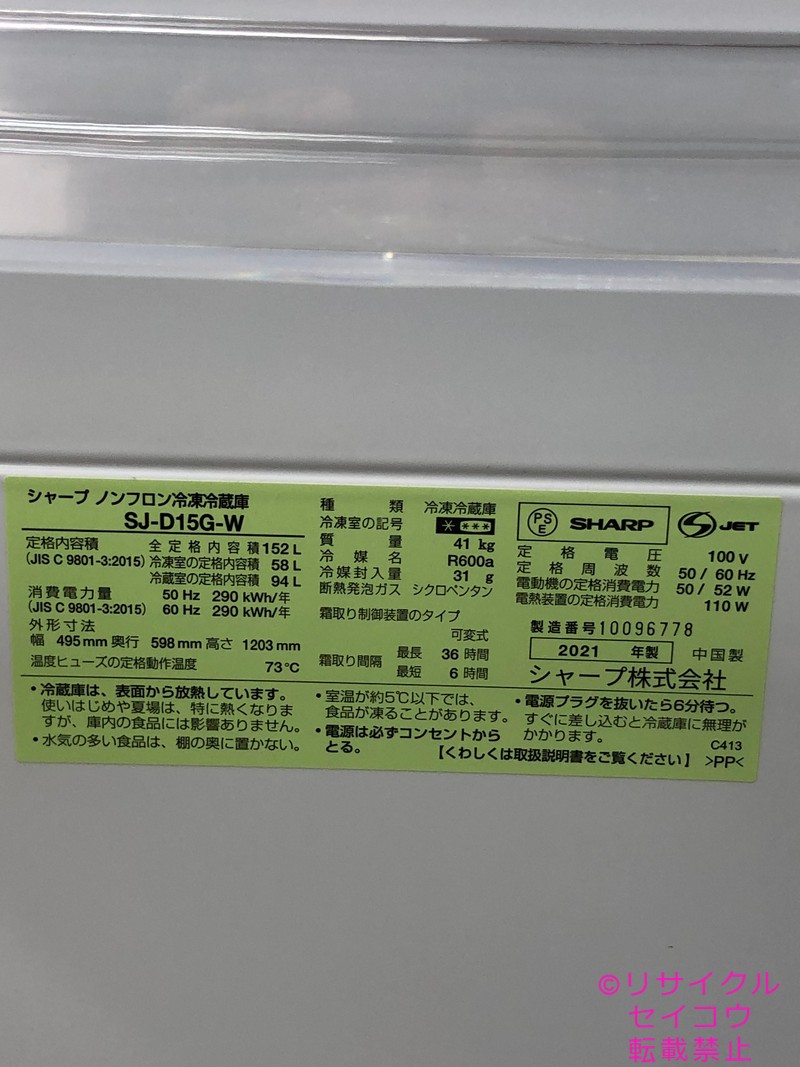 シャープ ノンフロン冷凍冷蔵庫
SJ-D15G-W
定格内容積
(JIS C 9801-3:2015)
全定格内容積 152 L
冷凍室の定格内容積 58 L
冷蔵室の定格内容積 94 L
消費電力量
(JIS C 9801-3:2015)
50 Hz 290 kWh/年
60 Hz 290 kWh/年
外形寸法
幅 495 mm 奥行 598 mm 高さ 1203 mm
温度ヒューズの定格動作温度 73℃
種類 冷凍冷蔵庫
冷凍室の記号 * ***
質量 41 kg
冷媒名 R600a
冷媒封入量 31 g
断熱発泡ガス シクロペンタン
霜取り制御装置のタイプ
可変式
霜取り間隔
最長 36 時間
最短 6 時間
PSE SHARP JET
定格電圧 100 V
定格周波数 50 / 60 Hz
電動機の定格消費電力 50 / 52 W
電熱装置の定格消費電力 110 W
製造番号 10096778
2021 年製 中国製
シャープ株式会社
・冷蔵庫は、表面から放熱しています。
使いはじめや夏場は、特に熱くなりま
すが、庫内の食品には影響ありません。
・水気の多い食品は、棚の奥に置かない。
・室温が約5℃以下では、
食品が凍ることがあります。
・電源は必ずコンセントから
とる。
・電源プラグを抜いたら6分待つ。
すぐに差し込むと冷蔵庫に無理が
かかります。
C413
【くわしくは取扱説明書をご覧ください】 >PP<
©リサイクル
セイコウ
転載禁止